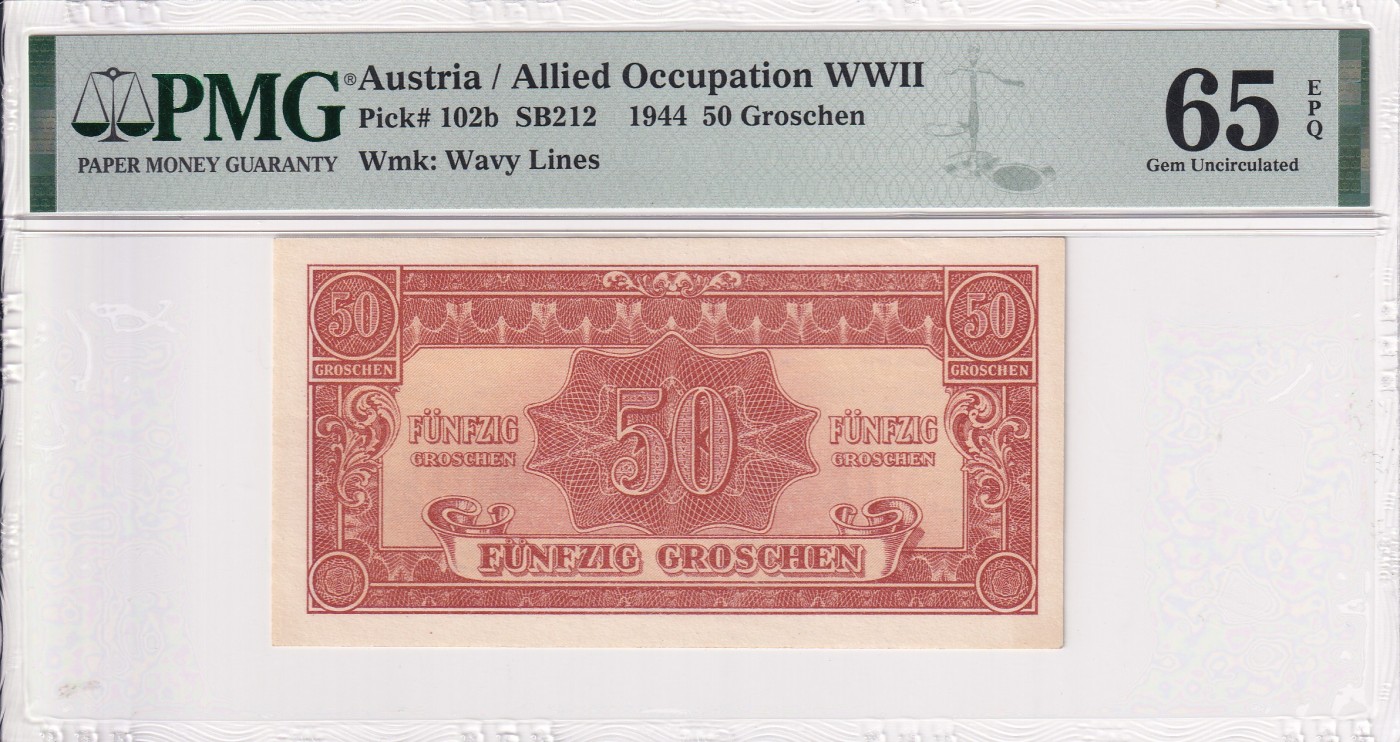 PMG®
PAPER MONEY GUARANTY
Austria / Allied Occupation WWII
Pick# 102b SB212 1944 50 Groschen
Wmk: Wavy Lines
65 EPQ
Gem Uncirculated
50 50
GROSCHEN GROSCHEN
FÜNFZIG 50 FÜNFZIG
GROSCHEN GROSCHEN
FÜNFZIG GROSCHEN